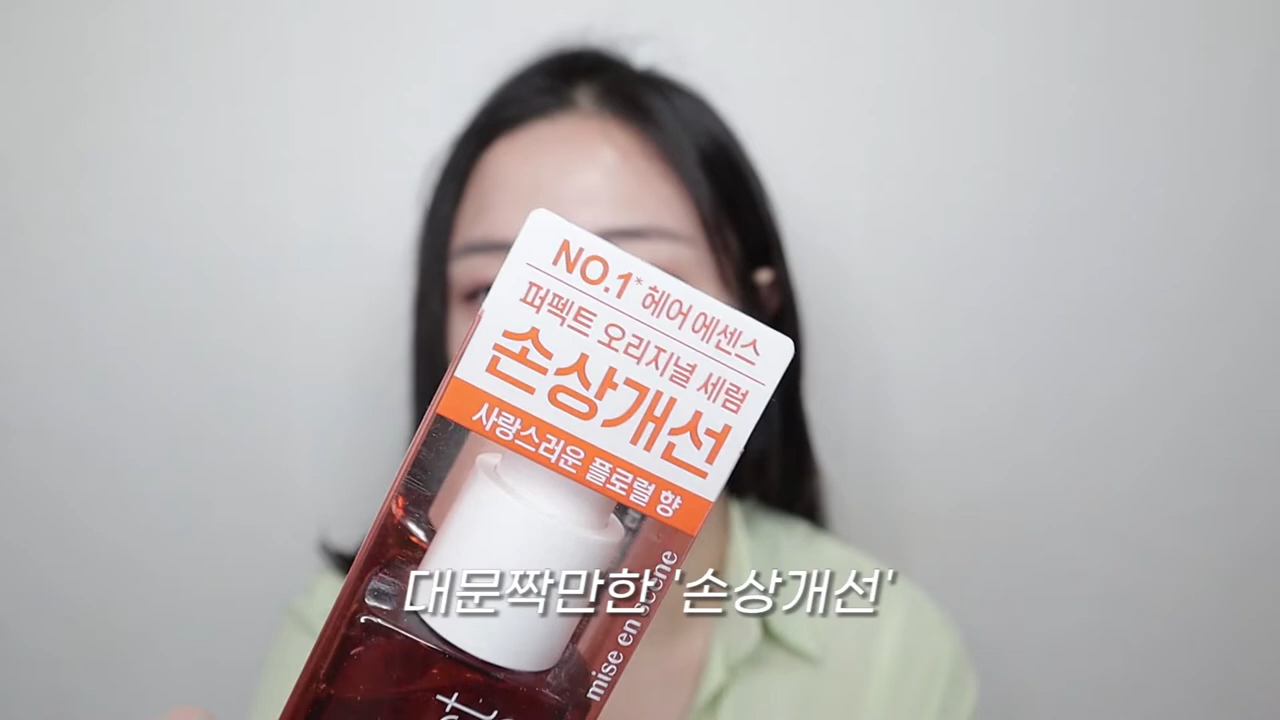 NO.1* 헤어 에센스
퍼펙트 오리지널 세럼
손상개선
사랑스러운 플로럴 향
대문짝만한 '손상개선'
mise en scène